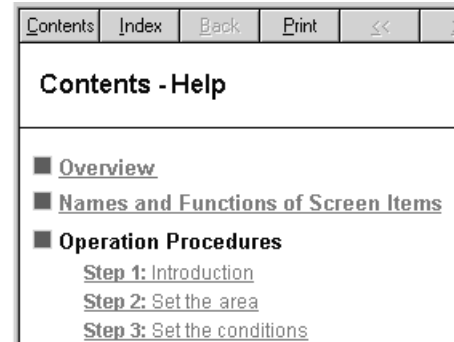 Contents Index Back Print <<
Contents - Help
Overview
Names and Functions of Screen Items
Operation Procedures
Step 1: Introduction
Step 2: Set the area
Step 3: Set the conditions